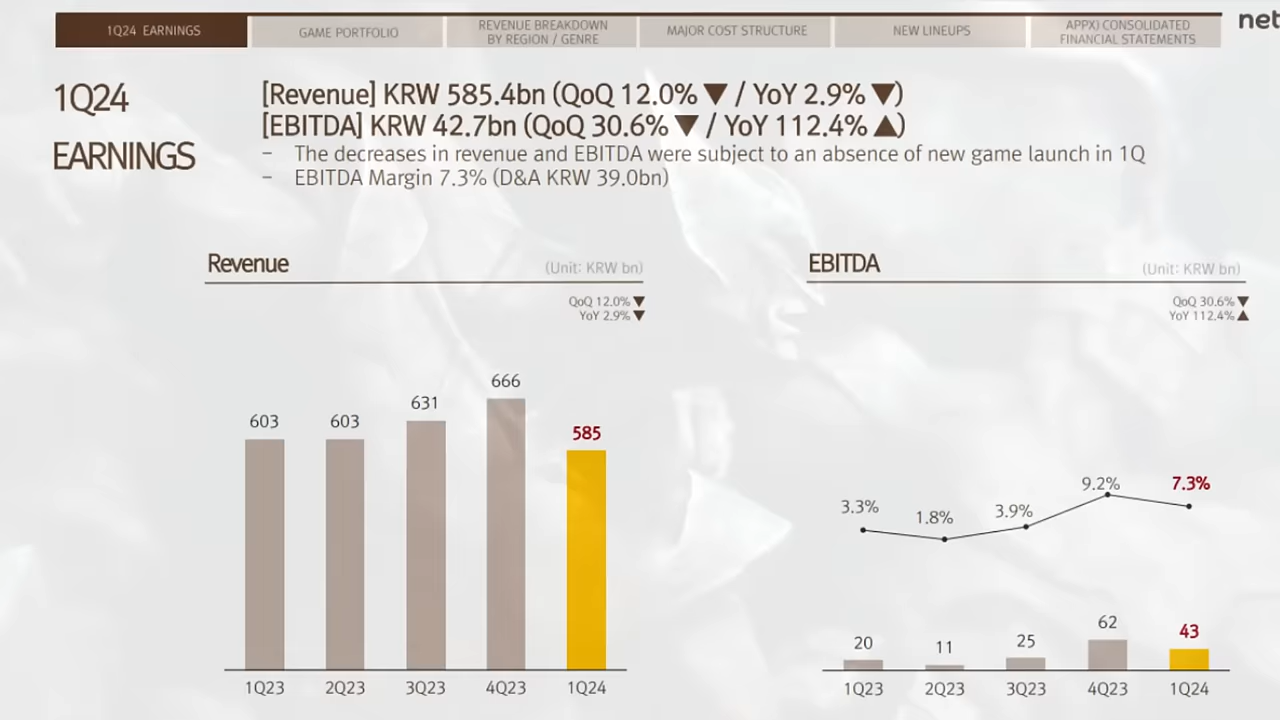 1Q24 EARNINGS
GAME PORTFOLIO
REVENUE BREAKDOWN
BY REGION / GENRE
MAJOR COST STRUCTURE
NEW LINEUPS
APPX) CONSOLIDATED
FINANCIAL STATEMENTS
net
1Q24
EARNINGS
[Revenue] KRW 585.4bn (QoQ 12.0% ▼ / YoY 2.9% ▼)
[EBITDA] KRW 42.7bn (QoQ 30.6% ▼ / YoY 112.4% ▲)
– The decreases in revenue and EBITDA were subject to an absence of new game launch in 1Q
– EBITDA Margin 7.3% (D&A KRW 39.0bn)
Revenue
(Unit: KRW bn)
QoQ 12.0% ▼
YoY 2.9% ▼
603
603
631
666
585
1Q23
2Q23
3Q23
4Q23
1Q24
EBITDA
(Unit: KRW bn)
QoQ 30.6% ▼
YoY 112.4% ▲
3.3%
1.8%
3.9%
9.2%
7.3%
20
11
25
62
43
1Q23
2Q23
3Q23
4Q23
1Q24